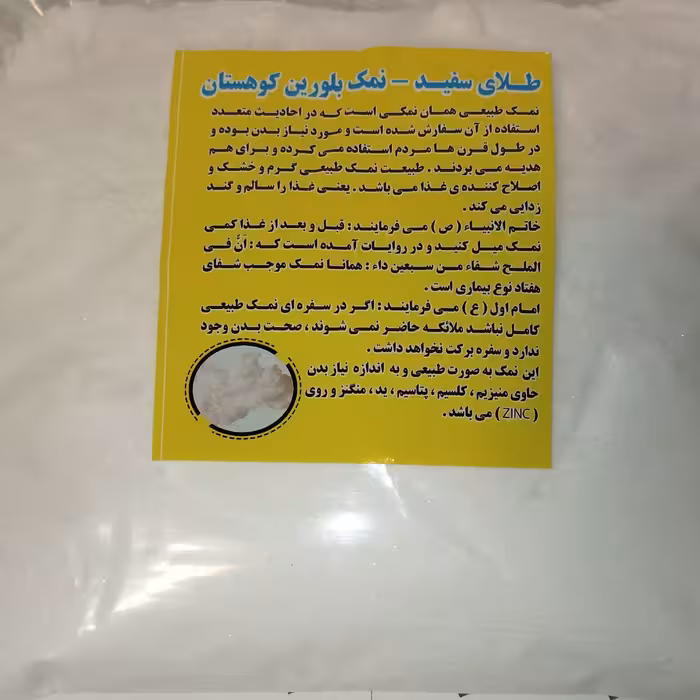 طلای سفید - نمک بلورین کوهستان
نمک طبیعی همان نمکی است که در احادیث متعدد
استفاده از آن سفارش شده است و مورد نیاز بدن بوده و
در طول قرن ها مردم استفاده می کرده و برای هم
هدیه می بردند . طبیعت نمک طبیعی گرم و خشک و
اصلاح کننده ی غذا می باشد . یعنی غذا را سالم و گند
زدایی می کند .
خاتم الانبیاء ( ص ) می فرمایند : قبل و بعد از غذا کمی
نمک میل کنید و در روایات آمده است که : انَّ فی
الملح شفاء من سبعین داء : همانا نمک موجب شفای
هفتاد نوع بیماری است .
امام اول ( ع ) می فرمایند : اگر در سفره ای نمک طبیعی
کامل نباشد ملائکه حاضر نمی شوند ، صحت بدن وجود
ندارد و سفره برکت نخواهد داشت .
این نمک به صورت طبیعی و به اندازه نیاز بدن
حاوی منیزیم ، کلسیم ، پتاسیم ، ید ، منگنز و روی
( ZINC ) می باشد .